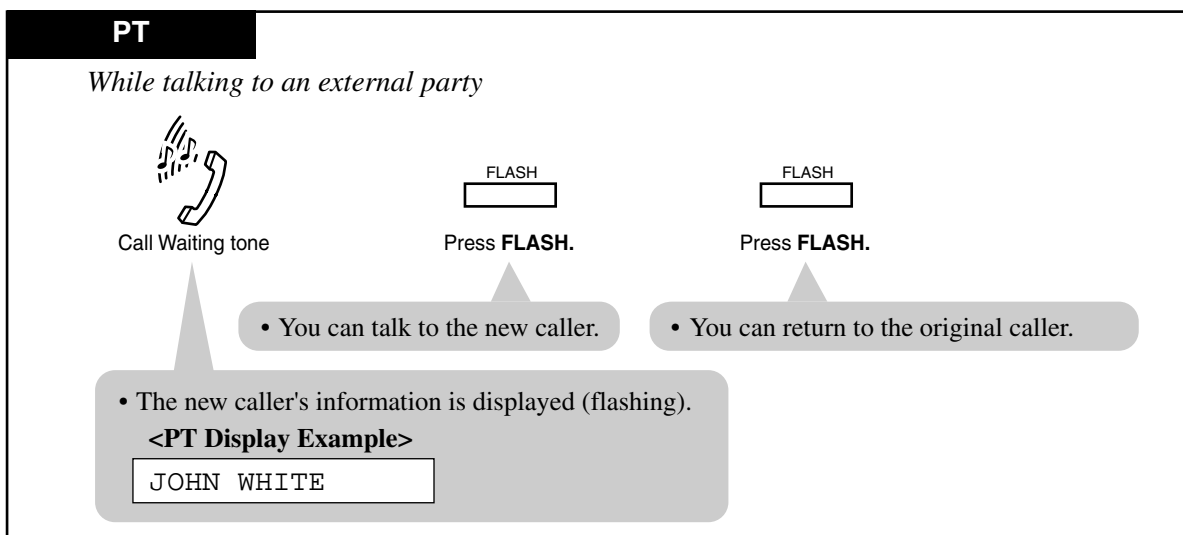 PT
While talking to an external party
FLASH
FLASH
Call Waiting tone
Press FLASH.
Press FLASH.
• You can talk to the new caller.
• You can return to the original caller.
• The new caller's information is displayed (flashing).
<PT Display Example>
JOHN WHITE